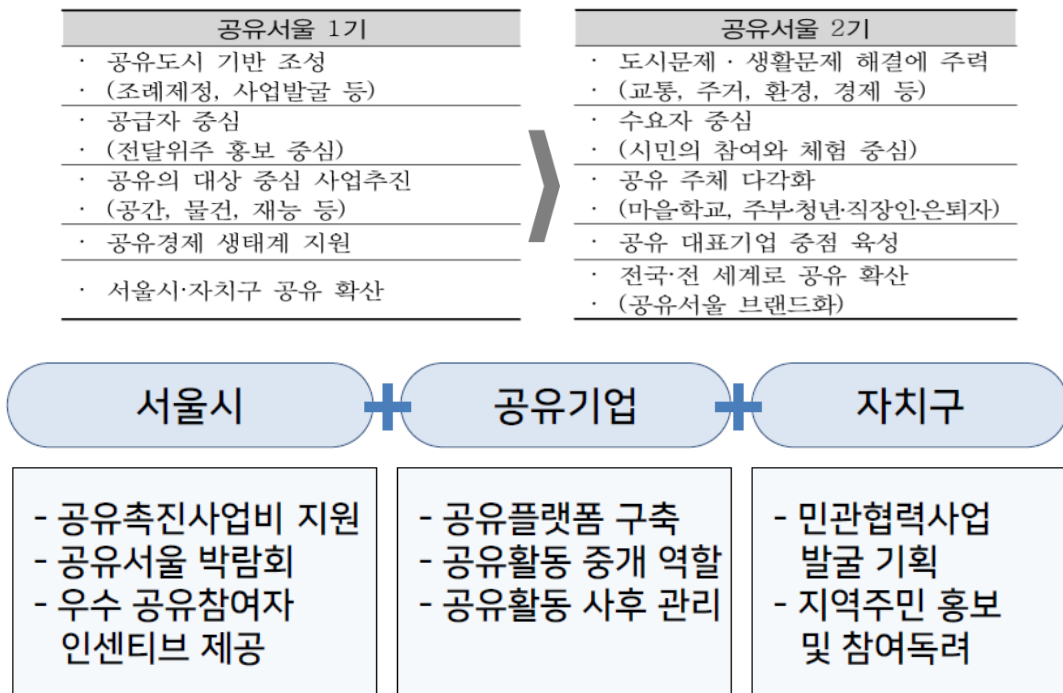 공유서울 1기
· 공유도시 기반 조성
· (조례제정, 사업발굴 등)
· 공급자 중심
· (전달위주 홍보 중심)
· 공유의 대상 중심 사업추진
· (공간, 물건, 재능 등)
· 공유경제 생태계 지원
· 서울시·자치구 공유 확산
공유서울 2기
· 도시문제 · 생활문제 해결에 주력
· (교통, 주거, 환경, 경제 등)
· 수요자 중심
· (시민의 참여와 체험 중심)
· 공유 주체 다각화
· (마을·학교, 주부·청년·직장인·은퇴자)
· 공유 대표기업 중점 육성
· 전국·전 세계로 공유 확산
· (공유서울 브랜드화)
서울시
+
공유기업
+
자치구
- 공유촉진사업비 지원
- 공유서울 박람회
- 우수 공유참여자
인센티브 제공
- 공유플랫폼 구축
- 공유활동 중개 역할
- 공유활동 사후 관리
- 민관협력사업
발굴 기획
- 지역주민 홍보
및 참여독려